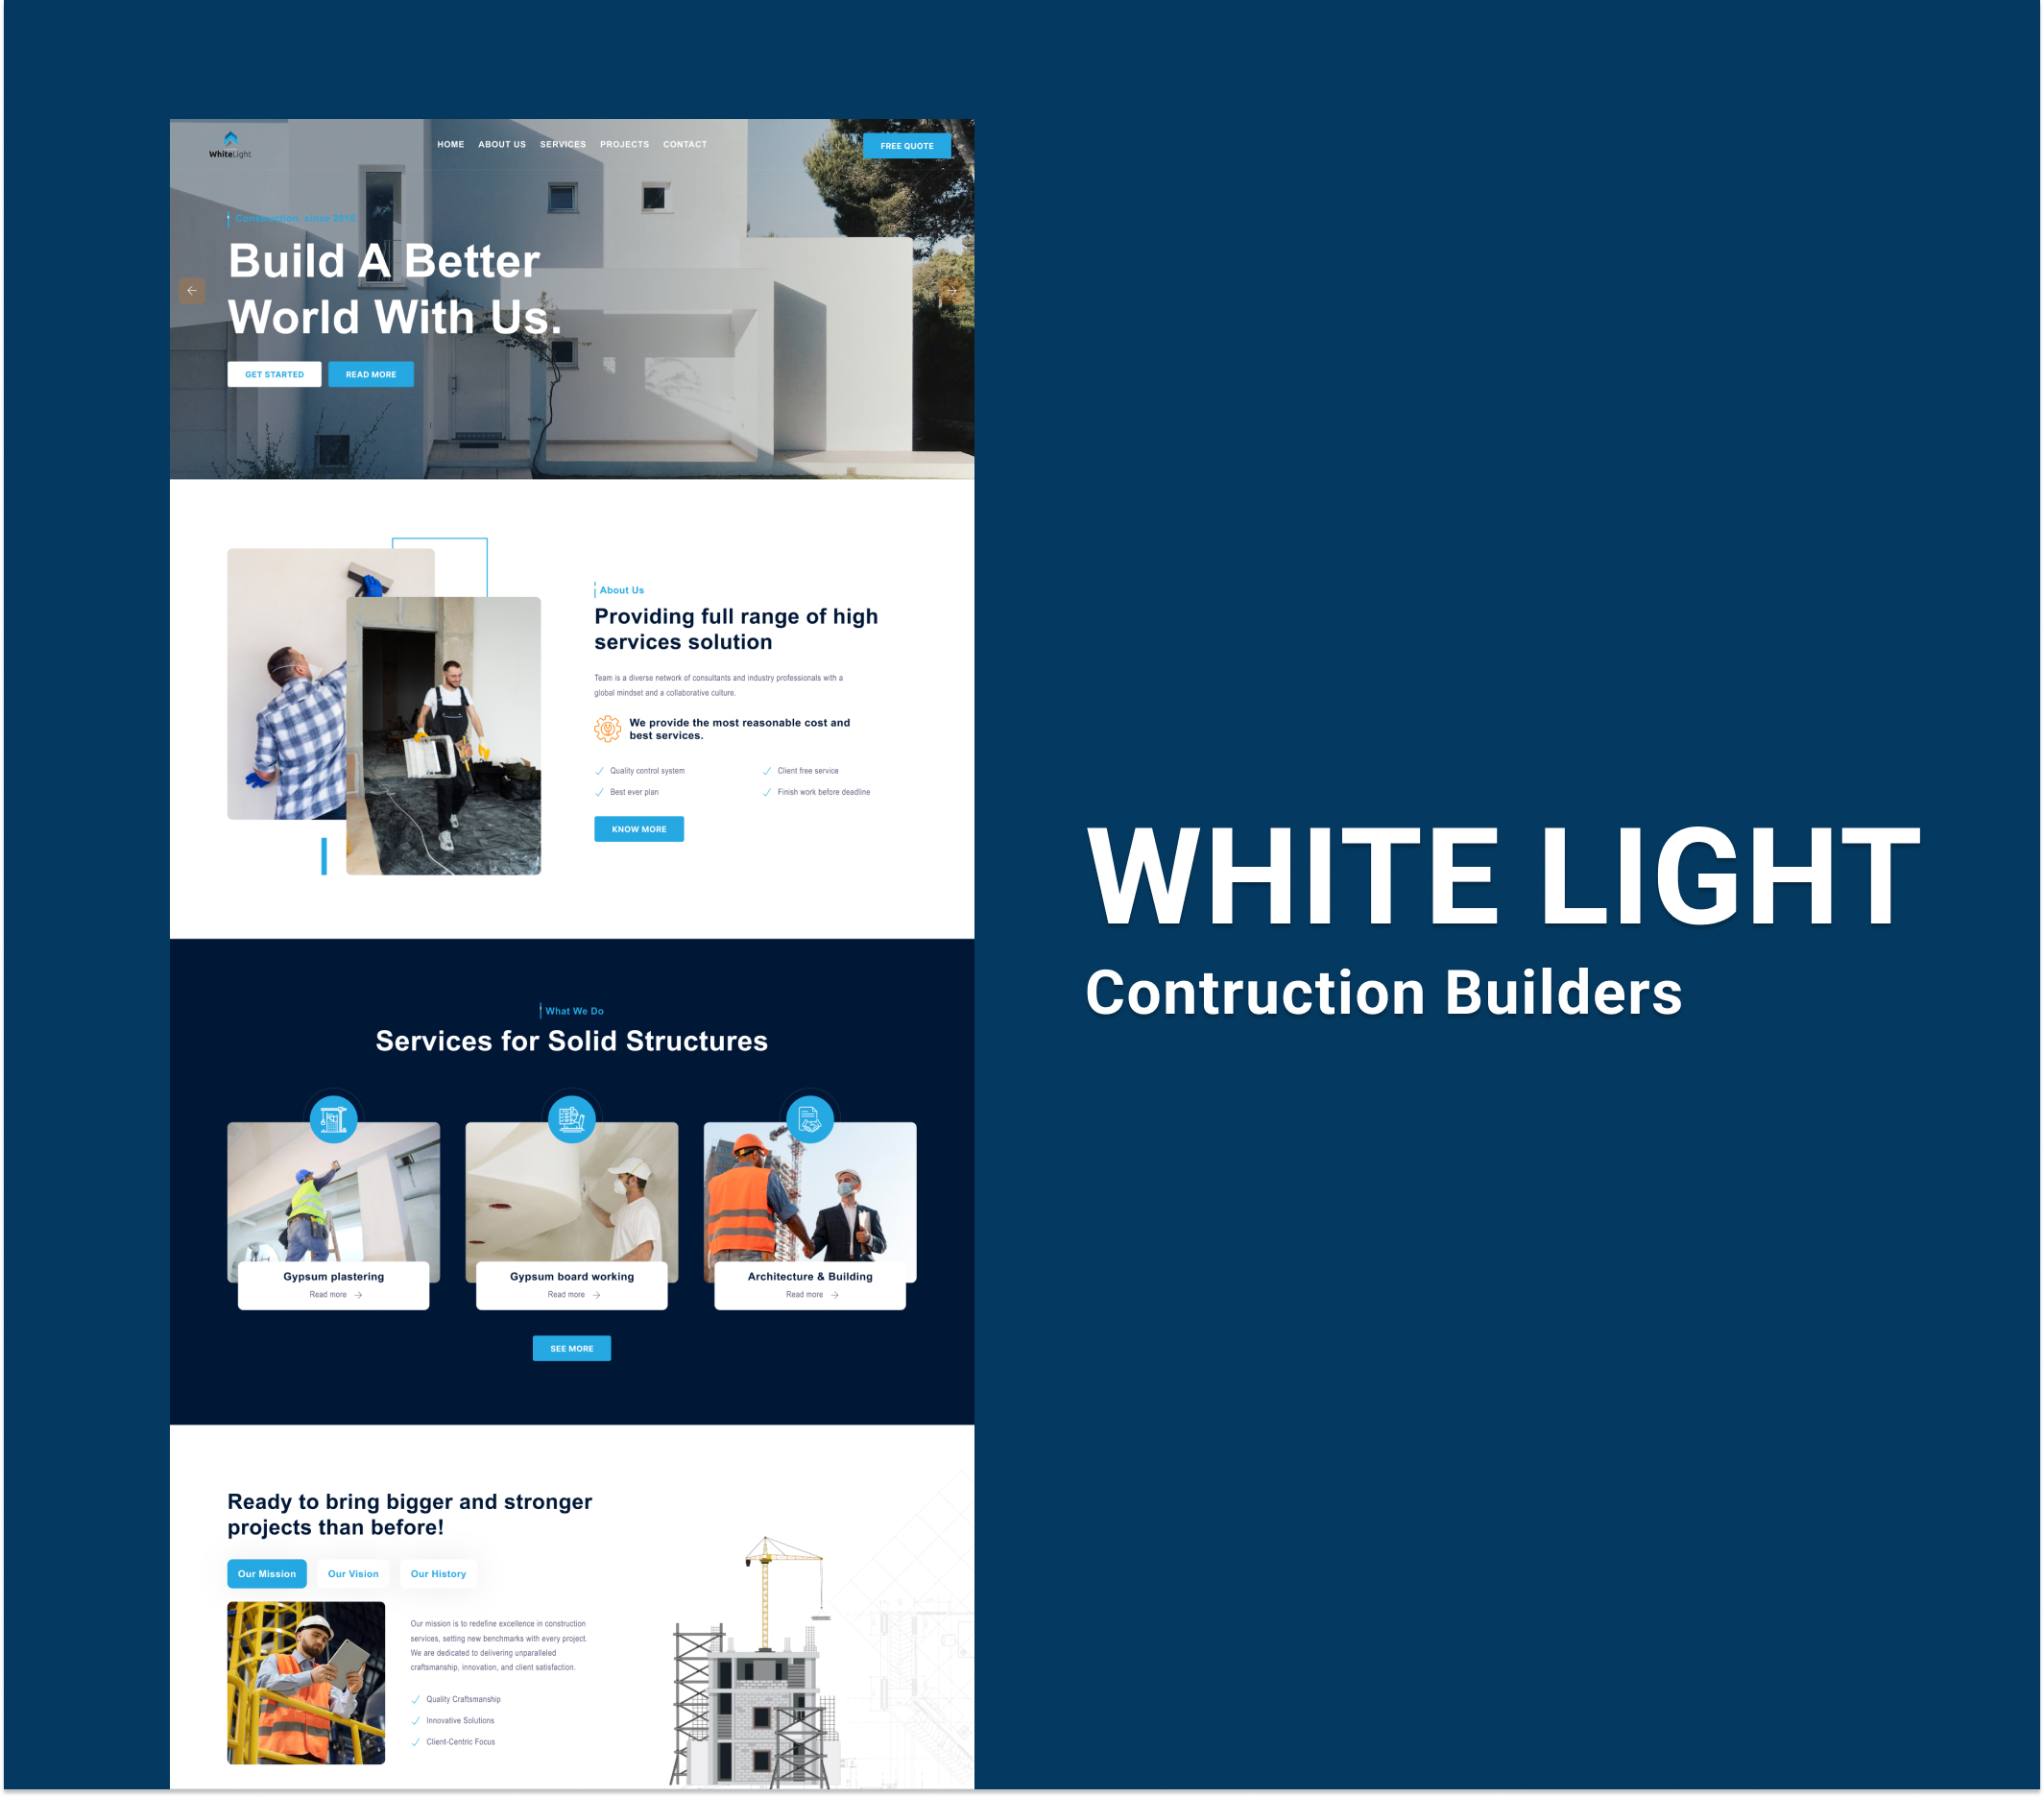 WhiteLight
HOME ABOUT US SERVICES PROJECTS CONTACT
FREE QUOTE
Construction, since 2010
Build A Better
World With Us.
GET STARTED READ MORE
About Us
Providing full range of high
services solution
Team is a diverse network of consultants and industry professionals with a
global mindset and a collaborative culture.
We provide the most reasonable cost and
best services.
Quality control system Client free service
Best ever plan Finish work before deadline
KNOW MORE
What We Do
Services for Solid Structures
Gypsum plastering
Read more
Gypsum board working
Read more
Architecture & Building
Read more
SEE MORE
Ready to bring bigger and stronger
projects than before!
Our Mission Our Vision Our History
Our mission is to redefine excellence in construction
services, setting new benchmarks with every project.
We are dedicated to delivering unparalleled
craftsmanship, innovation, and client satisfaction.
Quality Craftsmanship
Innovative Solutions
Client-Centric Focus
WHITE LIGHT
Contruction Builders